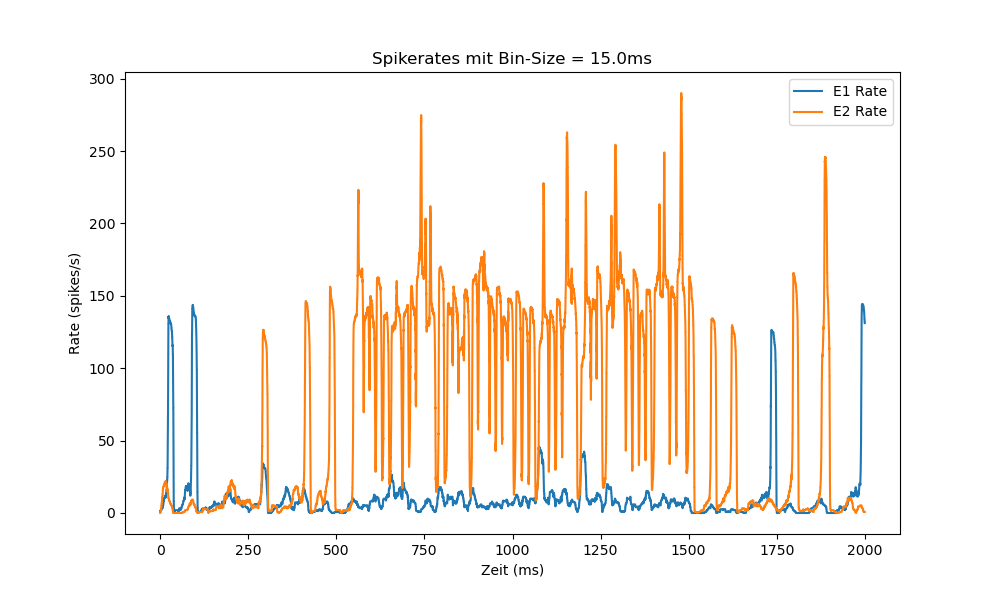 Spikerates mit Bin-Size = 15.0ms
E1 Rate
E2 Rate
300
250
200
150
100
50
0
Rate (spikes/s)
0 250 500 750 1000 1250 1500 1750 2000
Zeit (ms)